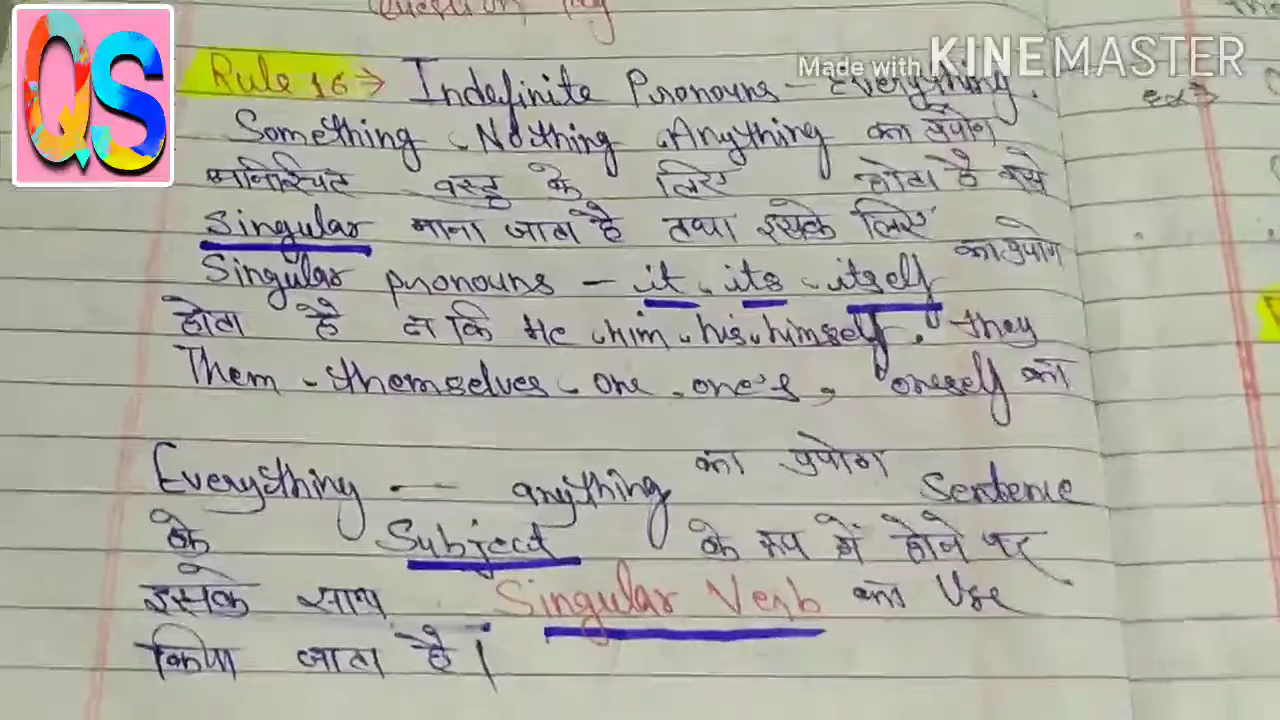 Question Tag
QS
Made with KINEMASTER
Rule 16 → Indefinite Pronouns - Everything.
Something, Nothing, Anything का प्रयोग
अनिश्चित वस्तु के लिए होता है इसे
Singular माना जाता है तथा इसके लिए
Singular pronouns - it, its, itself का प्रयोग
होता है न कि He, him, his, himself, they
Them, themselves, one, one's, oneself का
Everything - anything का प्रयोग Sentence
के Subject के रूप में होने पर
इसके साथ Singular Verb का Use
किया जाता है।